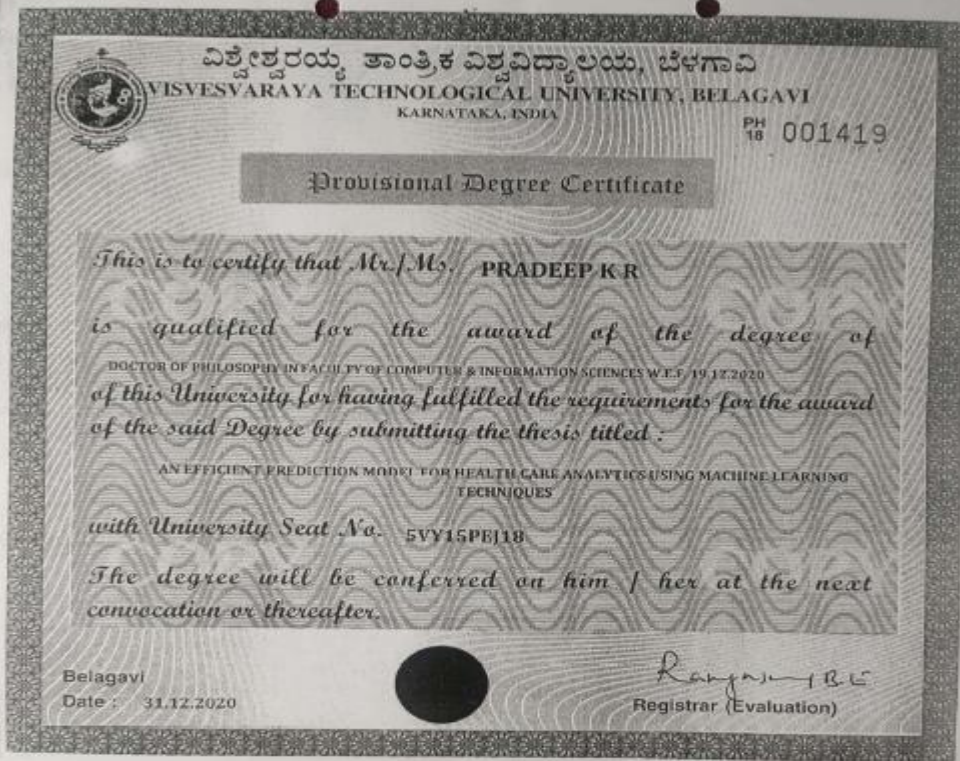 ವಿಶ್ವೇಶ್ವರಯ್ಯ ತಾಂತ್ರಿಕ ವಿಶ್ವವಿದ್ಯಾಲಯ, ಬೆಳಗಾವಿ
VISVESVARAYA TECHNOLOGICAL UNIVERSITY, BELAGAVI
KARNATAKA, INDIA
PH 18 001419
Provisional Degree Certificate
This is to certify that Mr./Ms. PRADEEP K R
is qualified for the award of the degree of
DOCTOR OF PHILOSOPHY IN FACULTY OF COMPUTER & INFORMATION SCIENCES W.E.F. 19.12.2020
of this University for having fulfilled the requirements for the award
of the said Degree by submitting the thesis titled :
AN EFFICIENT PREDICTION MODEL FOR HEALTH CARE ANALYTICS USING MACHINE LEARNING
TECHNIQUES
with University Seat No. 5VY15PEJ18
The degree will be conferred on him / her at the next
convocation or thereafter.
Belagavi
Date : 31.12.2020
Registrar (Evaluation)